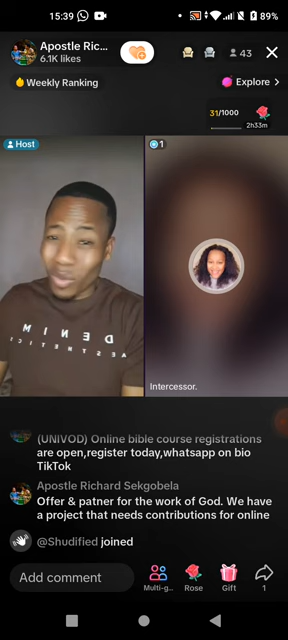 15:39
89%
Apostle Ric...
6.1K likes
43
Weekly Ranking
Explore >
31/1000
2h33m
Host
1
DENIM
AESTHETICS
Intercessor.
(UNIVOD) Online bible course registrations
are open,register today,whatsapp on bio
TikTok
Apostle Richard Sekgobela
Offer & patner for the work of God. We have
a project that needs contributions for online
@Shudified joined
Add comment
Multi-g...
Rose
Gift
1